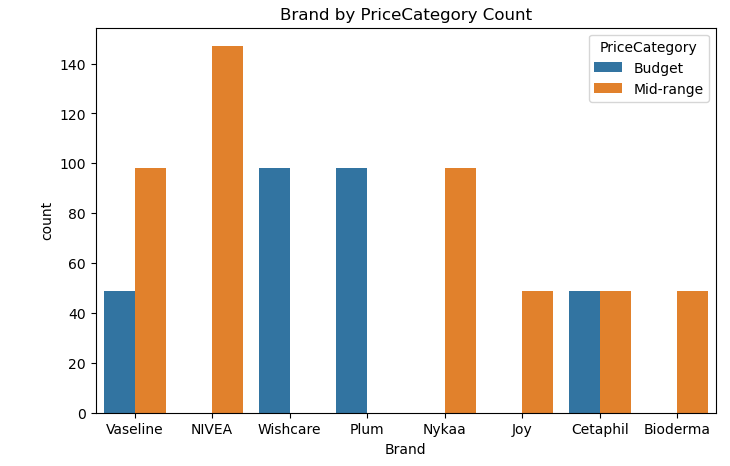 Brand by PriceCategory Count
PriceCategory
Budget
Mid-range
140
120
100
80
60
40
20
0
count
Vaseline NIVEA Wishcare Plum Nykaa Joy Cetaphil Bioderma
Brand